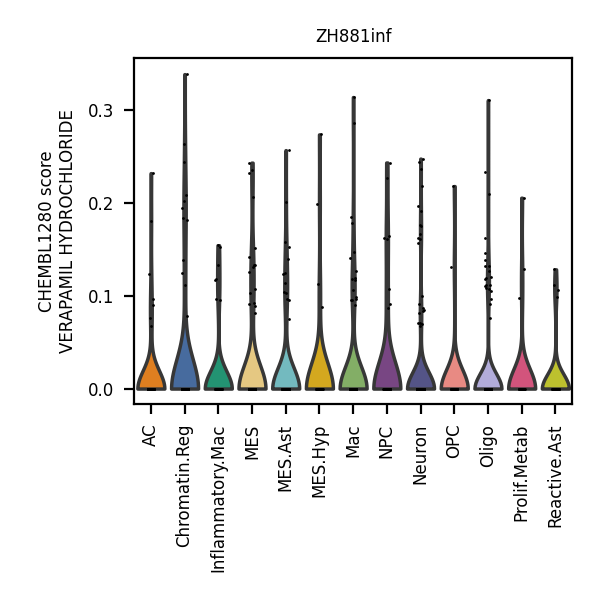 ZH881inf
CHEMBL1280 score
VERAPAMIL HYDROCHLORIDE
0.3
0.2
0.1
0.0
AC
Chromatin.Reg
Inflammatory.Mac
MES
MES.Ast
MES.Hyp
Mac
NPC
Neuron
OPC
Oligo
Prolif.Metab
Reactive.Ast